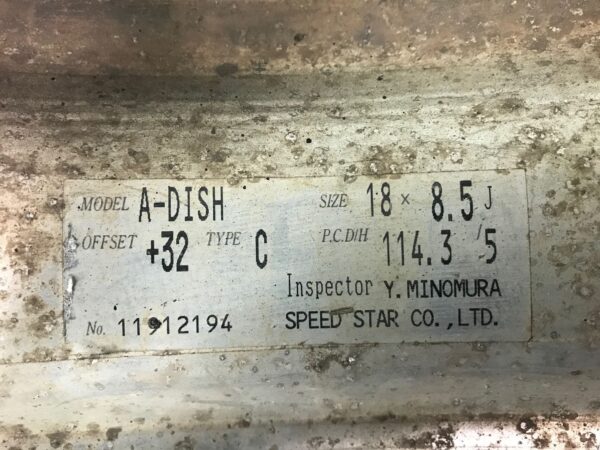 MODEL A-DISH SIZE 18 × 8.5 J
OFFSET +32 TYPE C P.C.D/H 114.3 / 5
Inspector Y. MINOMURA
No. 11912194 SPEED STAR CO.,LTD.